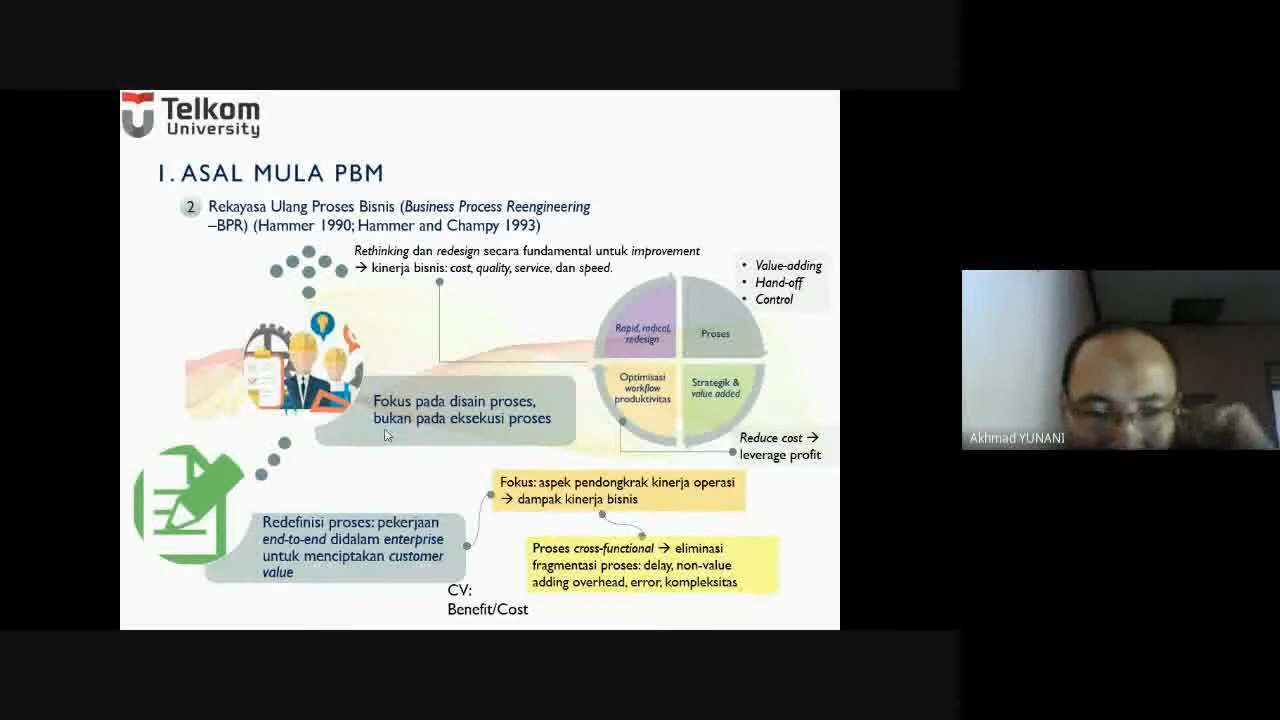 Telkom
University
1. ASAL MULA PBM
2
Rekayasa Ulang Proses Bisnis (Business Process Reengineering
–BPR) (Hammer 1990; Hammer and Champy 1993)
Rethinking dan redesign secara fundamental untuk improvement
→ kinerja bisnis: cost, quality, service, dan speed.
• Value-adding
• Hand-off
• Control
Rapid, radical,
redesign
Proses
Optimisasi
workflow
produktivitas
Strategik &
value added
Fokus pada disain proses,
bukan pada eksekusi proses
Reduce cost →
leverage profit
Fokus: aspek pendongkrak kinerja operasi
→ dampak kinerja bisnis
Redefinisi proses: pekerjaan
end-to-end didalam enterprise
untuk menciptakan customer
value
Proses cross-functional → eliminasi
fragmentasi proses: delay, non-value
adding overhead, error, kompleksitas
CV:
Benefit/Cost
Akhmad YUNANI